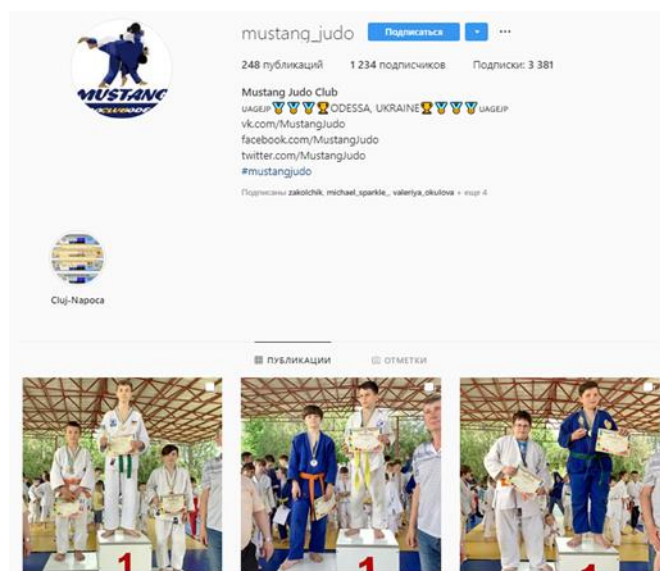 mustang_judo Подписаться
248 публикаций 1 234 подписчиков Подписки: 3 381
MUSTANG
Mustang Judo Club
UAGEJP ODESSA, UKRAINE UAGEJP
vk.com/MustangJudo
facebook.com/MustangJudo
twitter.com/MustangJudo
#mustangjudo
Подписаны zakolchik, michael_sparkle_, valeriya_okulova + еще 4
Cluj-Napoca
ПУБЛИКАЦИИ ОТМЕТКИ
1 1 1